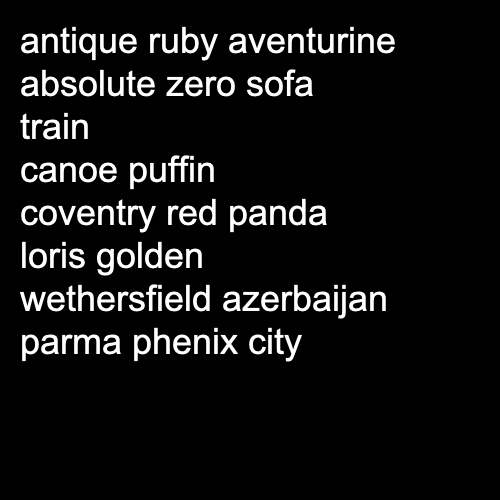 antique ruby aventurine
absolute zero sofa
train
canoe puffin
coventry red panda
loris golden
wethersfield azerbaijan
parma phenix city